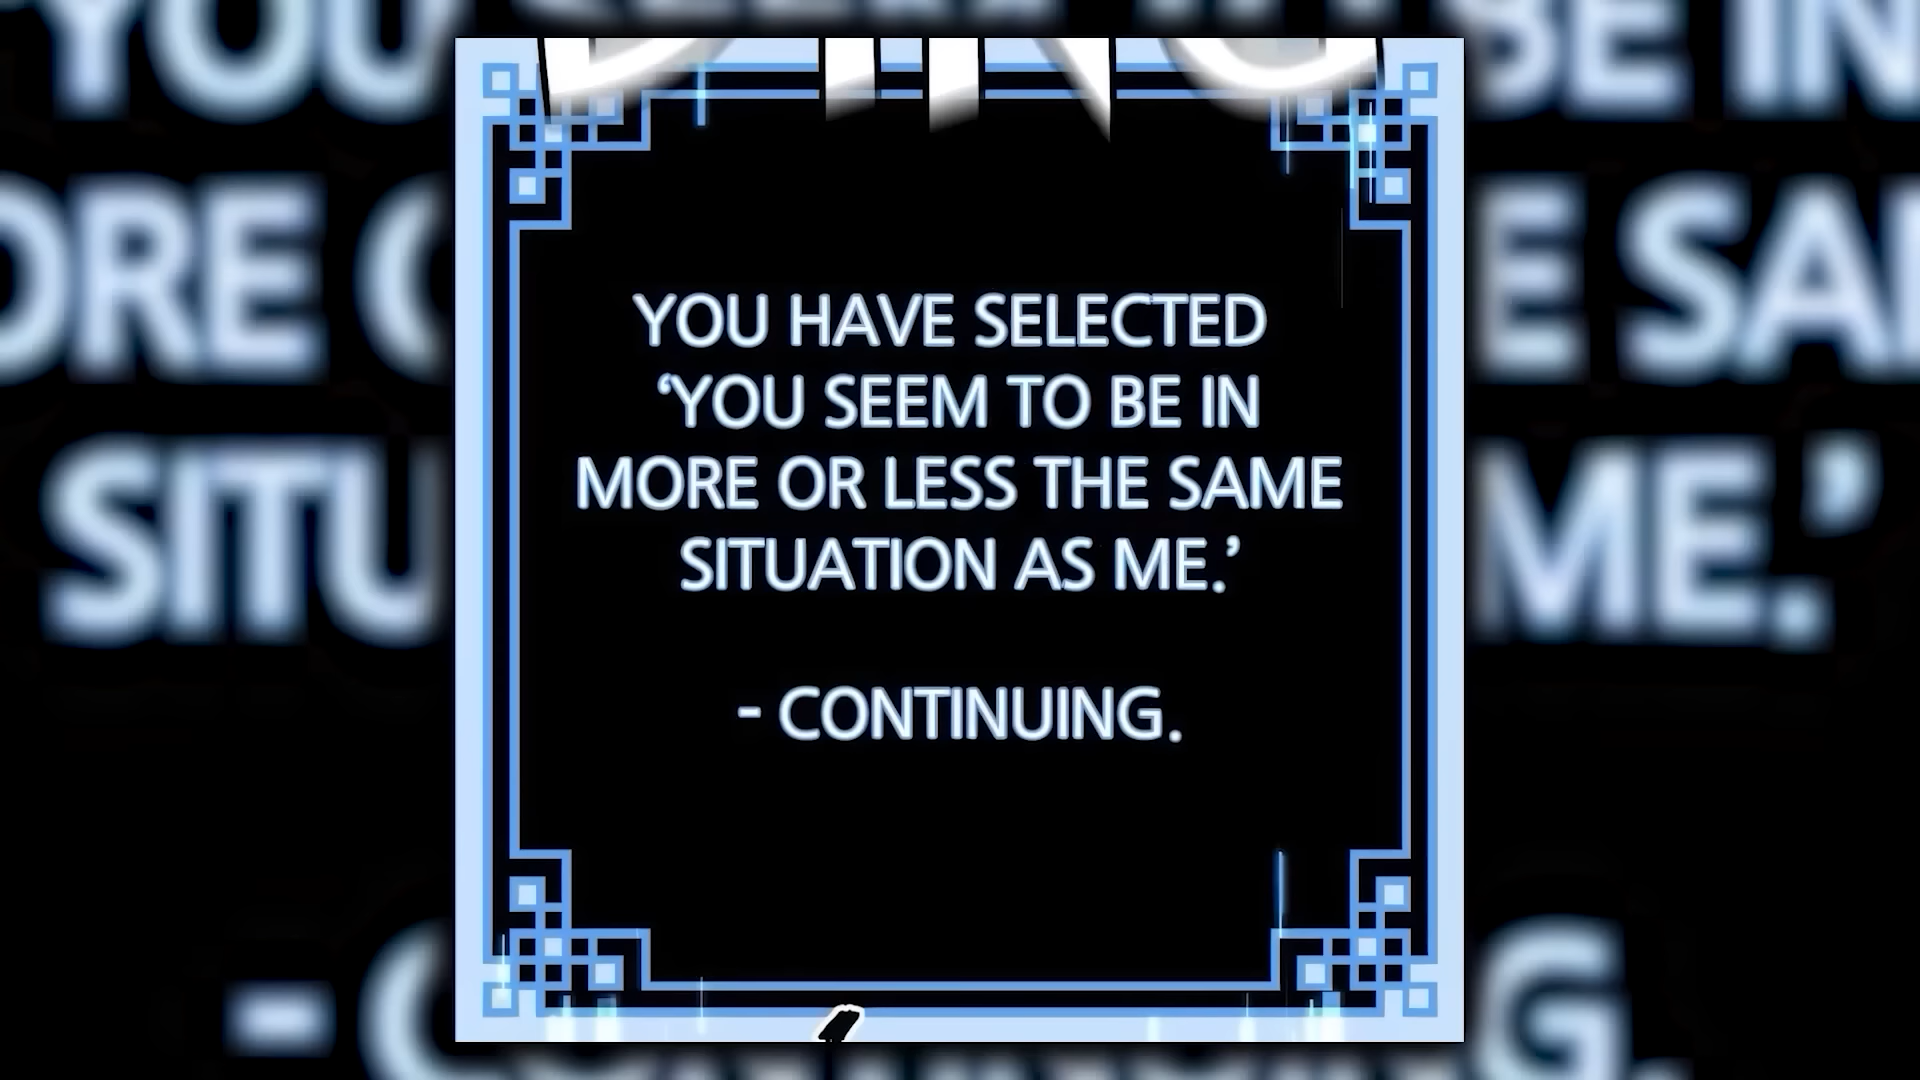 YOU HAVE SELECTED
‘YOU SEEM TO BE IN
MORE OR LESS THE SAME
SITUATION AS ME.’
- CONTINUING.